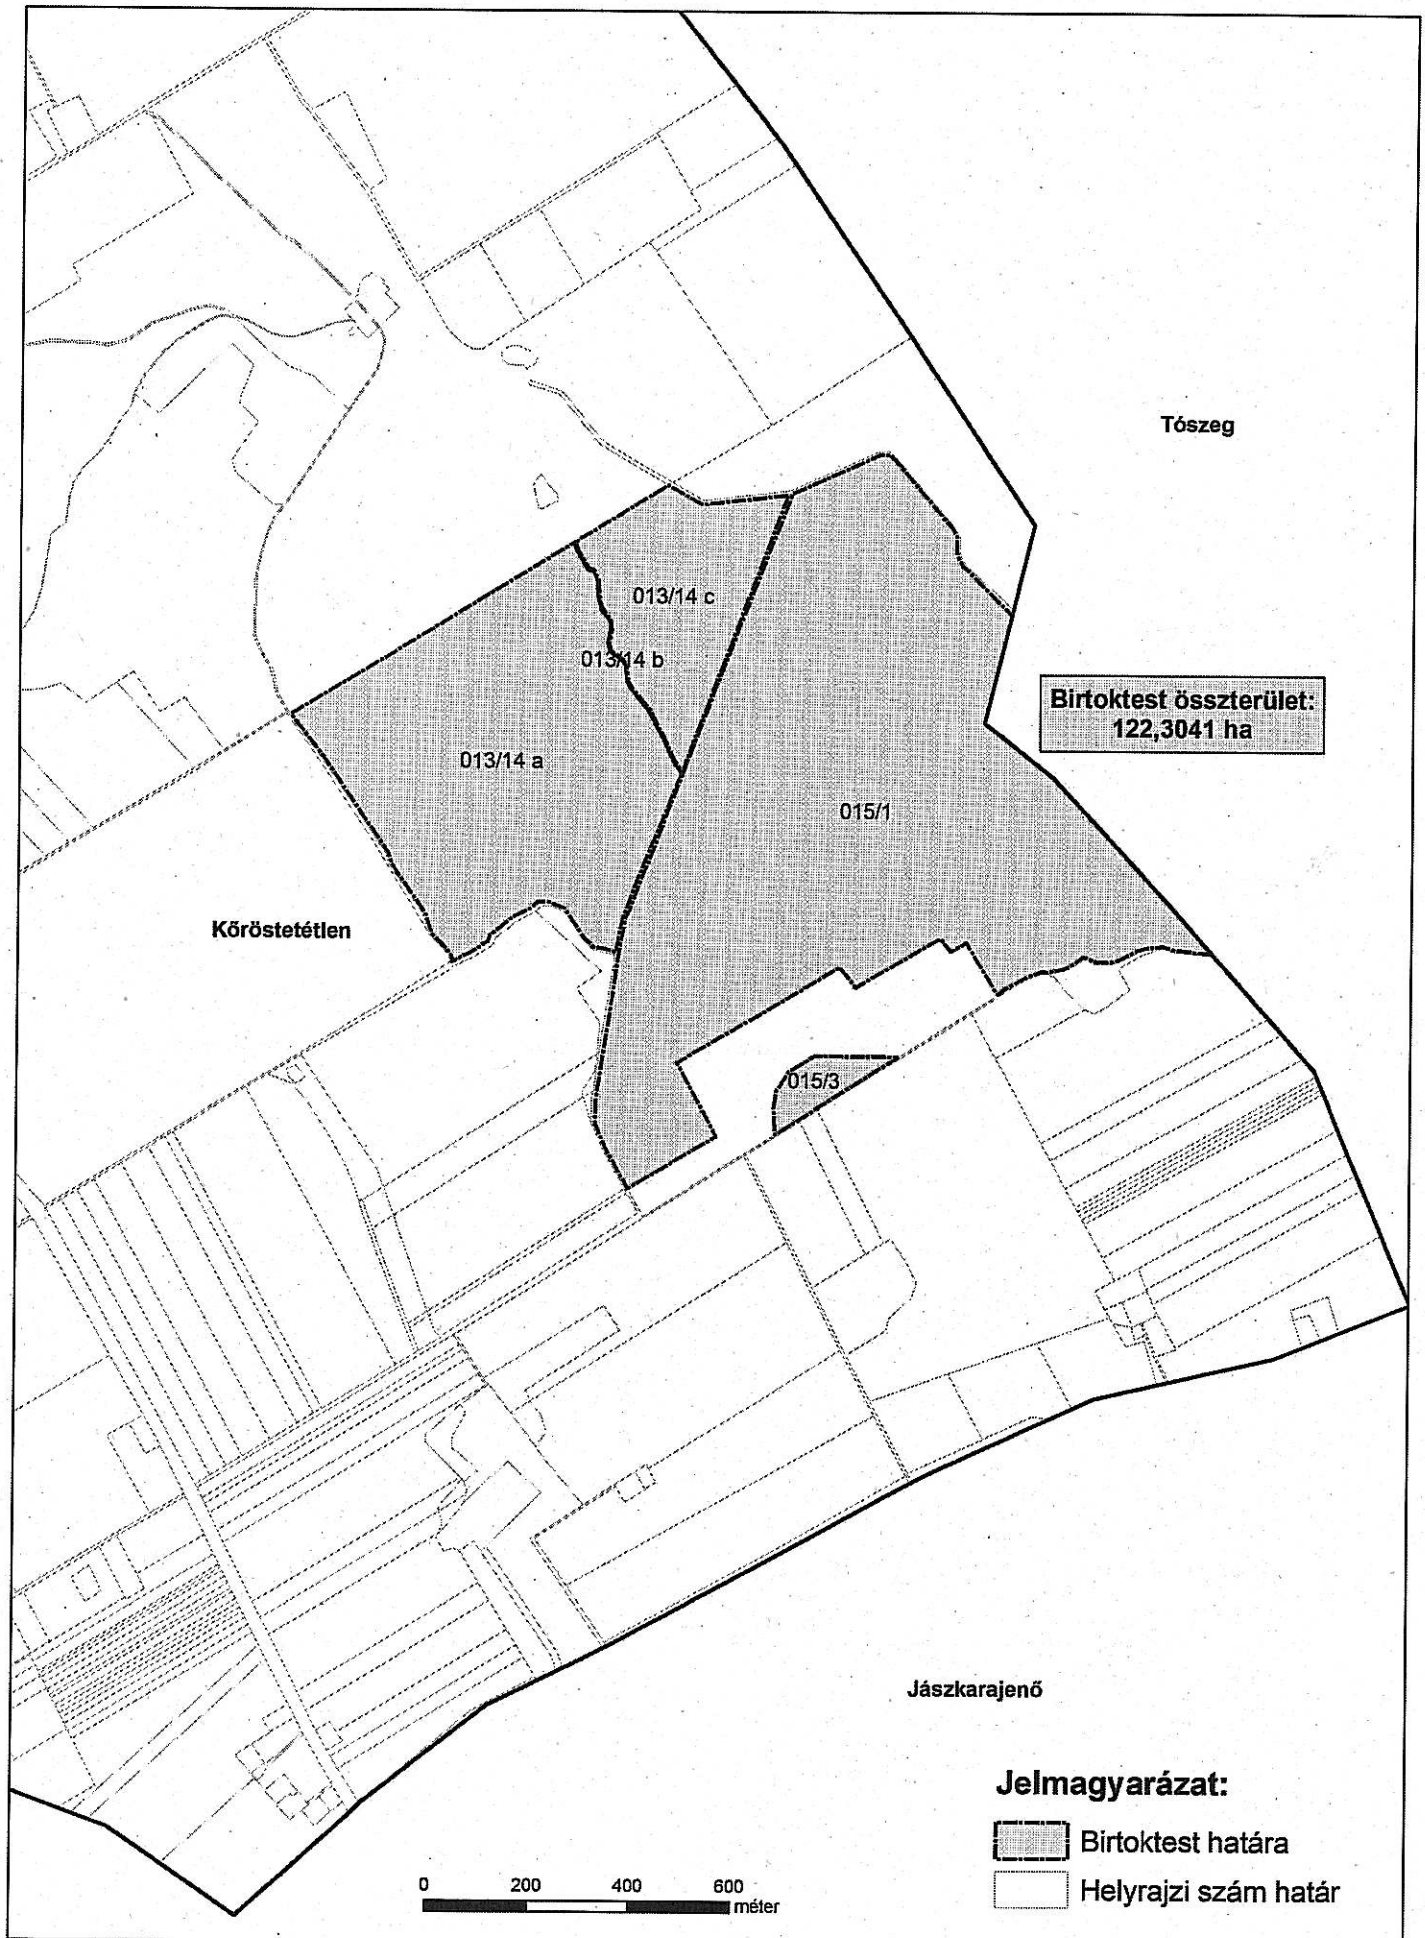 Tószeg
013/14 c
013/14 b
Birtoktest összterület:
122,3041 ha
013/14 a
015/1
Kőröstetétlen
015/3
Jászkarajenő
Jelmagyarázat:
Birtoktest határa
Helyrajzi szám határ
0 200 400 600
méter